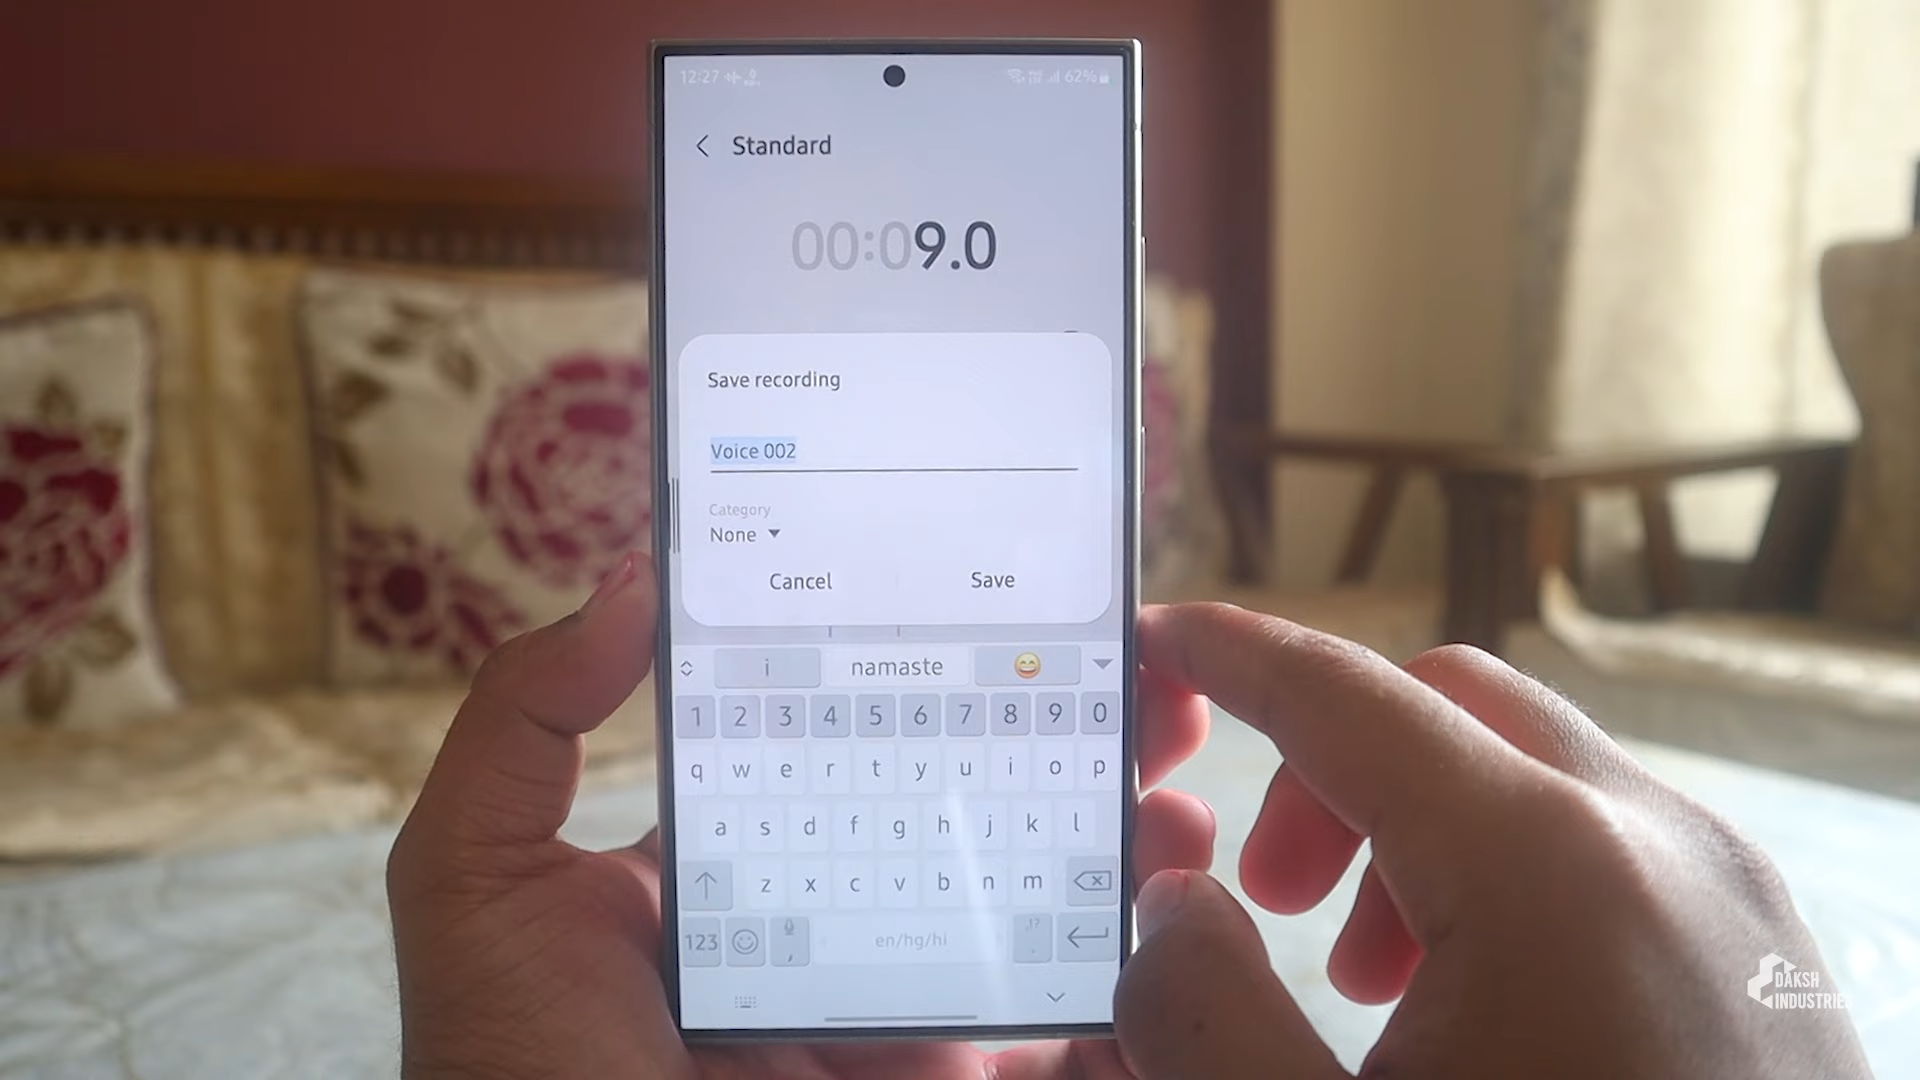 12:27
62%
Standard
00:09.0
Save recording
Voice 002
Category
None
Cancel Save
i namaste
1 2 3 4 5 6 7 8 9 0
q w e r t y u i o p
a s d f g h j k l
z x c v b n m
123 , en/hg/hi .
DAKSH
INDUSTRIES